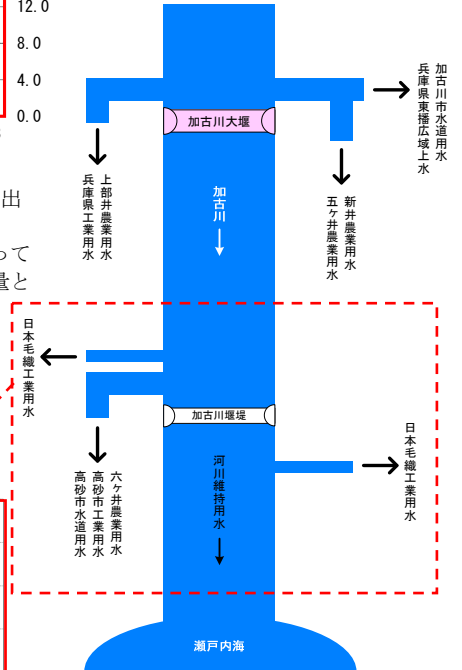 12.0
8.0
4.0
0.0
出
って
量と
加古川大堰
加古川市水道用水
兵庫県東播広域上水
上部井農業用水
兵庫県工業用水
新井農業用水
五ヶ井農業用水
加古川
日本毛織工業用水
加古川堰堤
六ヶ井農業用水
高砂市工業用水
高砂市水道用水
河川維持用水
日本毛織工業用水
瀬戸内海